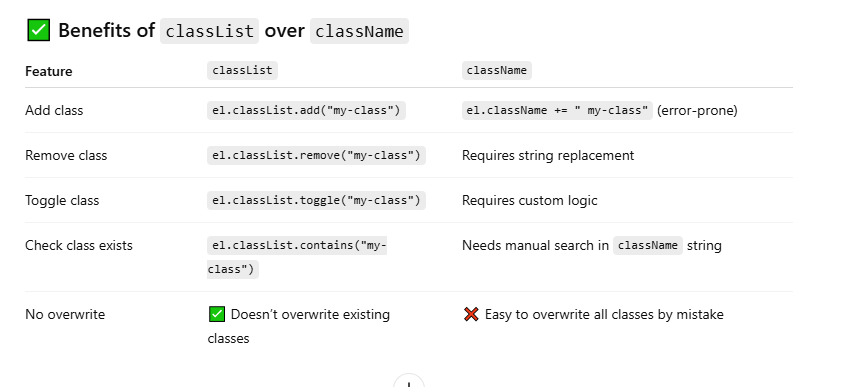 ✅ Benefits of classList over className
Feature classList className
Add class el.classList.add("my-class") el.className += " my-class" (error-prone)
Remove class el.classList.remove("my-class") Requires string replacement
Toggle class el.classList.toggle("my-class") Requires custom logic
Check class exists el.classList.contains("my- Needs manual search in className string
class")
No overwrite ✅ Doesn’t overwrite existing ❌ Easy to overwrite all classes by mistake
classes